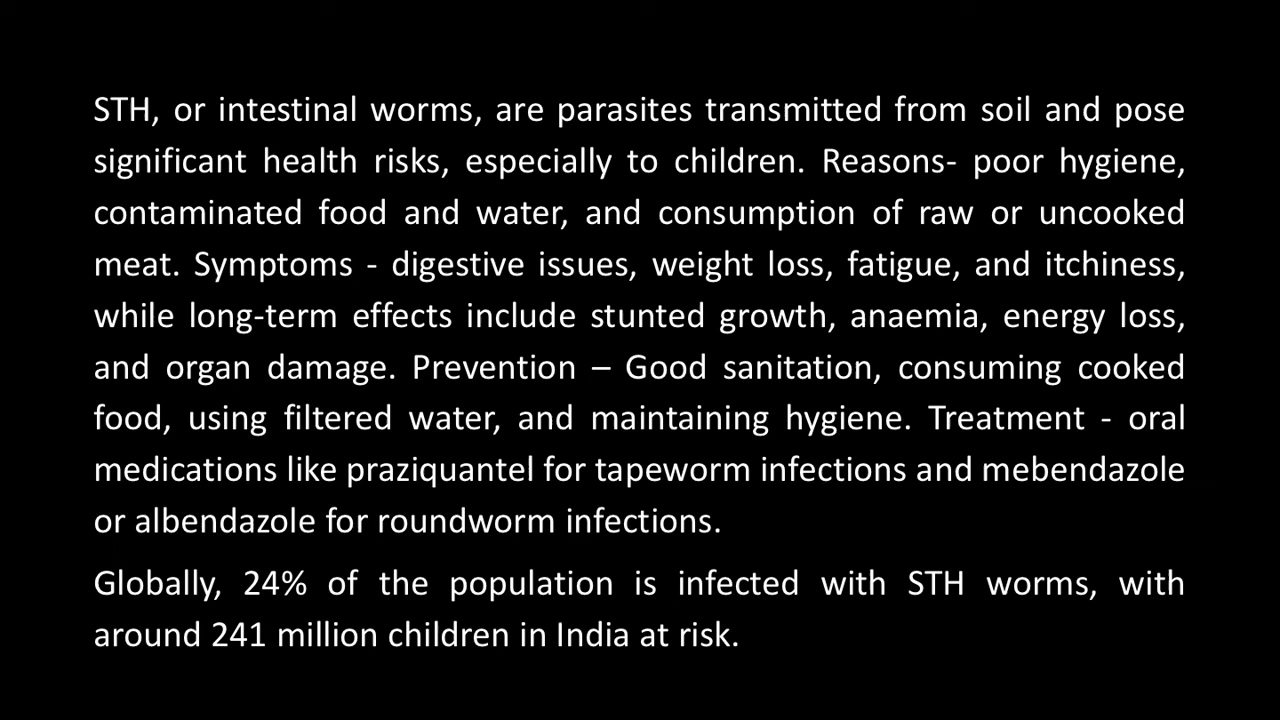 STH, or intestinal worms, are parasites transmitted from soil and pose
significant health risks, especially to children. Reasons- poor hygiene,
contaminated food and water, and consumption of raw or uncooked
meat. Symptoms - digestive issues, weight loss, fatigue, and itchiness,
while long-term effects include stunted growth, anaemia, energy loss,
and organ damage. Prevention – Good sanitation, consuming cooked
food, using filtered water, and maintaining hygiene. Treatment - oral
medications like praziquantel for tapeworm infections and mebendazole
or albendazole for roundworm infections.
Globally, 24% of the population is infected with STH worms, with
around 241 million children in India at risk.